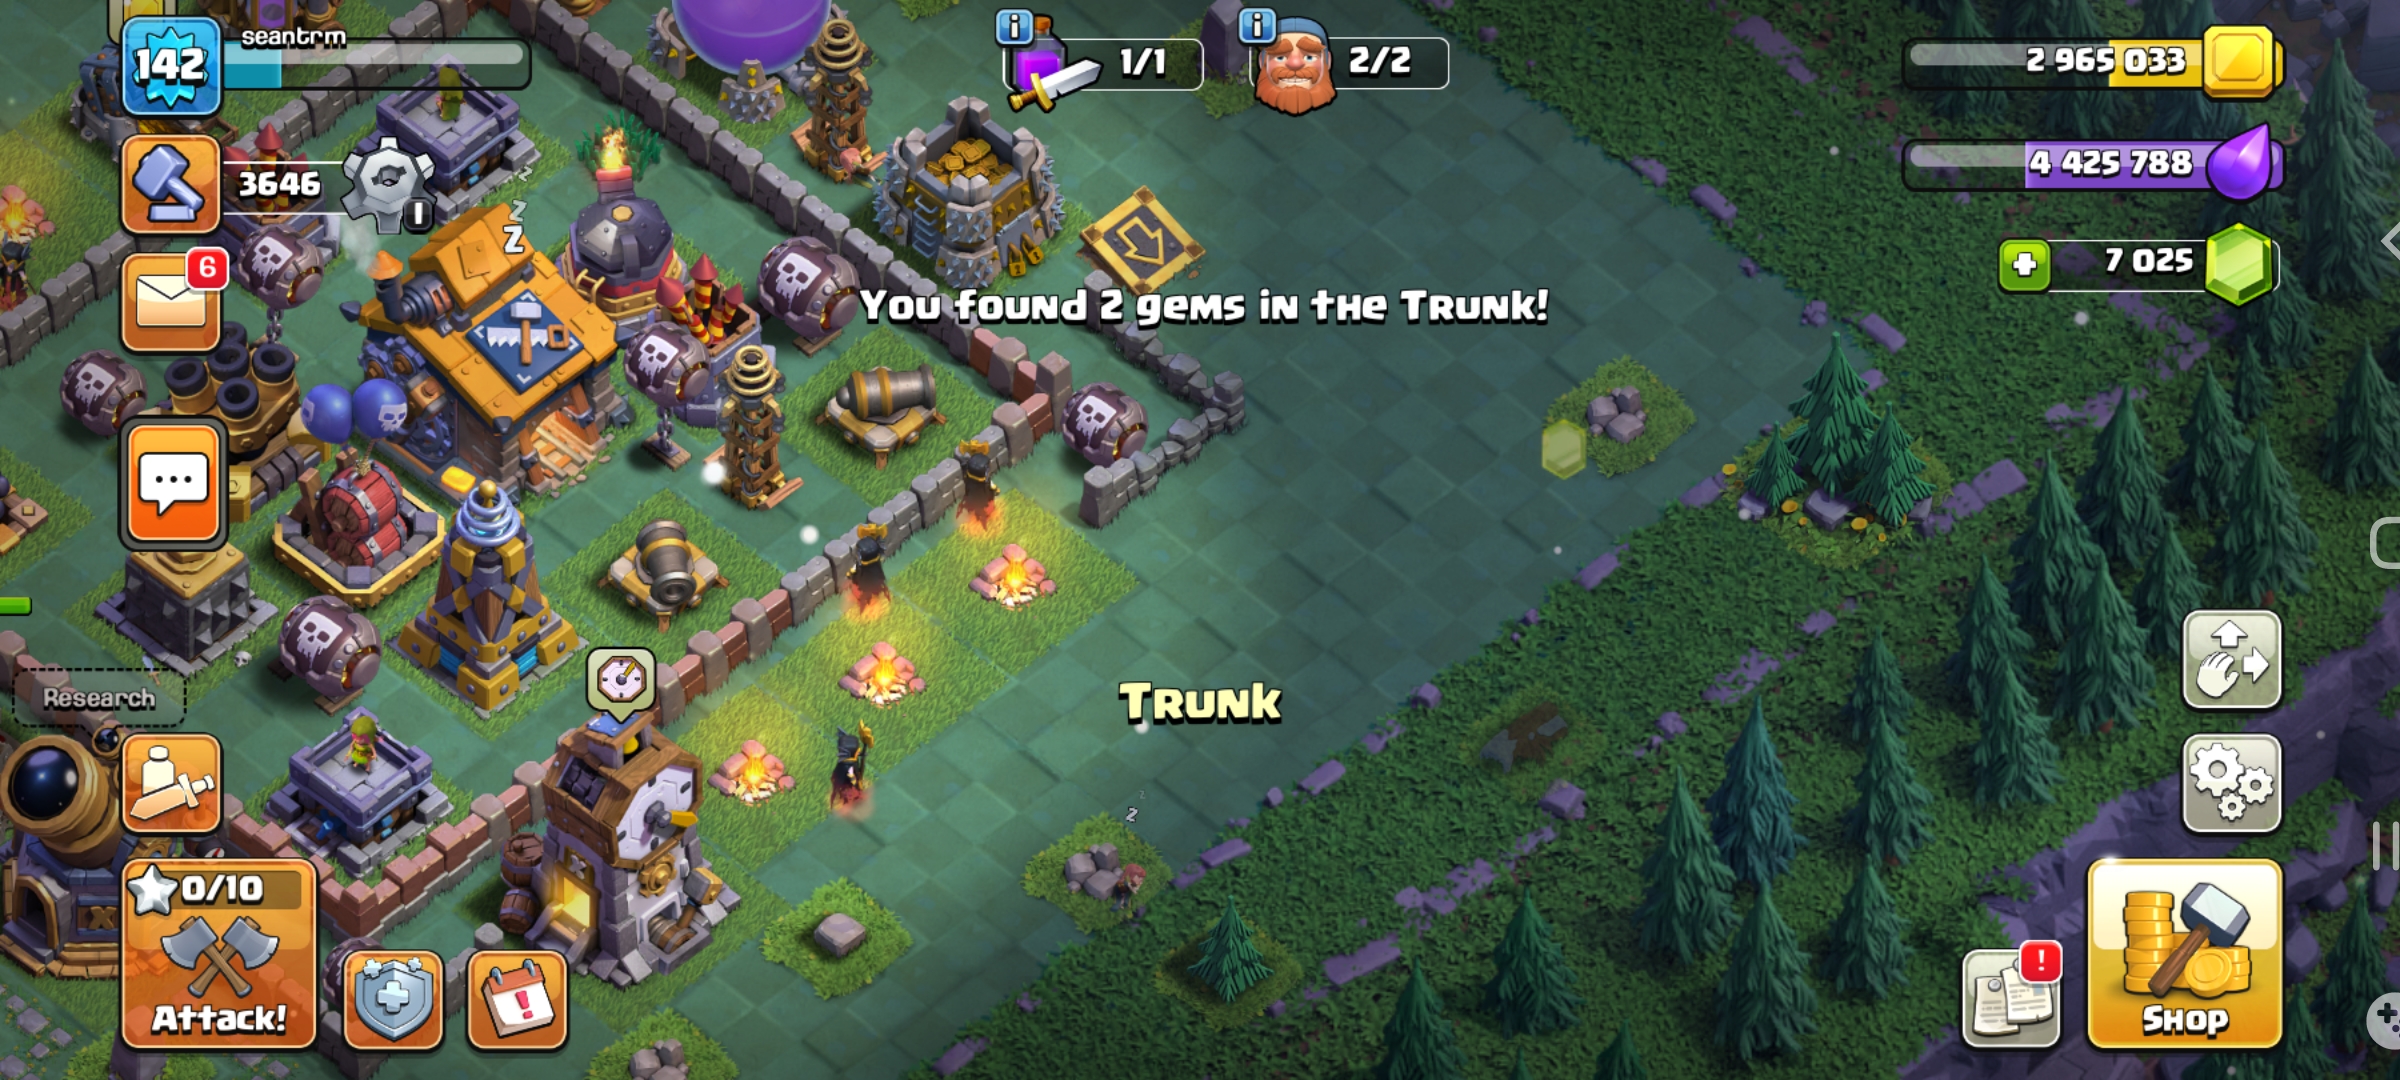 seantrm
142
1/1
2/2
2 965 033
3646
4 425 788
6
7 025
You found 2 gems in the Trunk!
Research
Trunk
0/10
Attack!
Shop